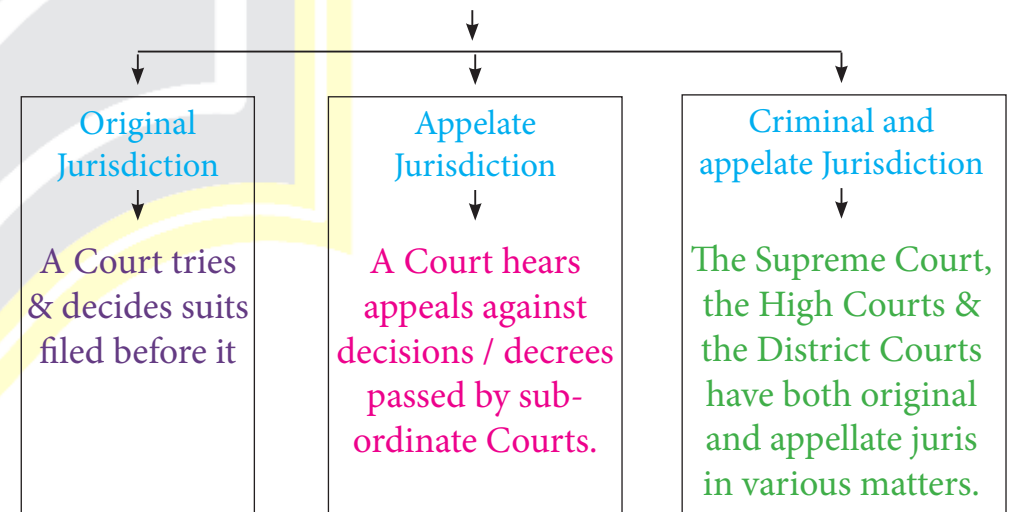 Original
Jurisdiction
A Court tries
& decides suits
filed before it
Appelate
Jurisdiction
A Court hears
appeals against
decisions / decrees
passed by sub-
ordinate Courts.
Criminal and
appelate Jurisdiction
The Supreme Court,
the High Courts &
the District Courts
have both original
and appellate juris
in various matters.